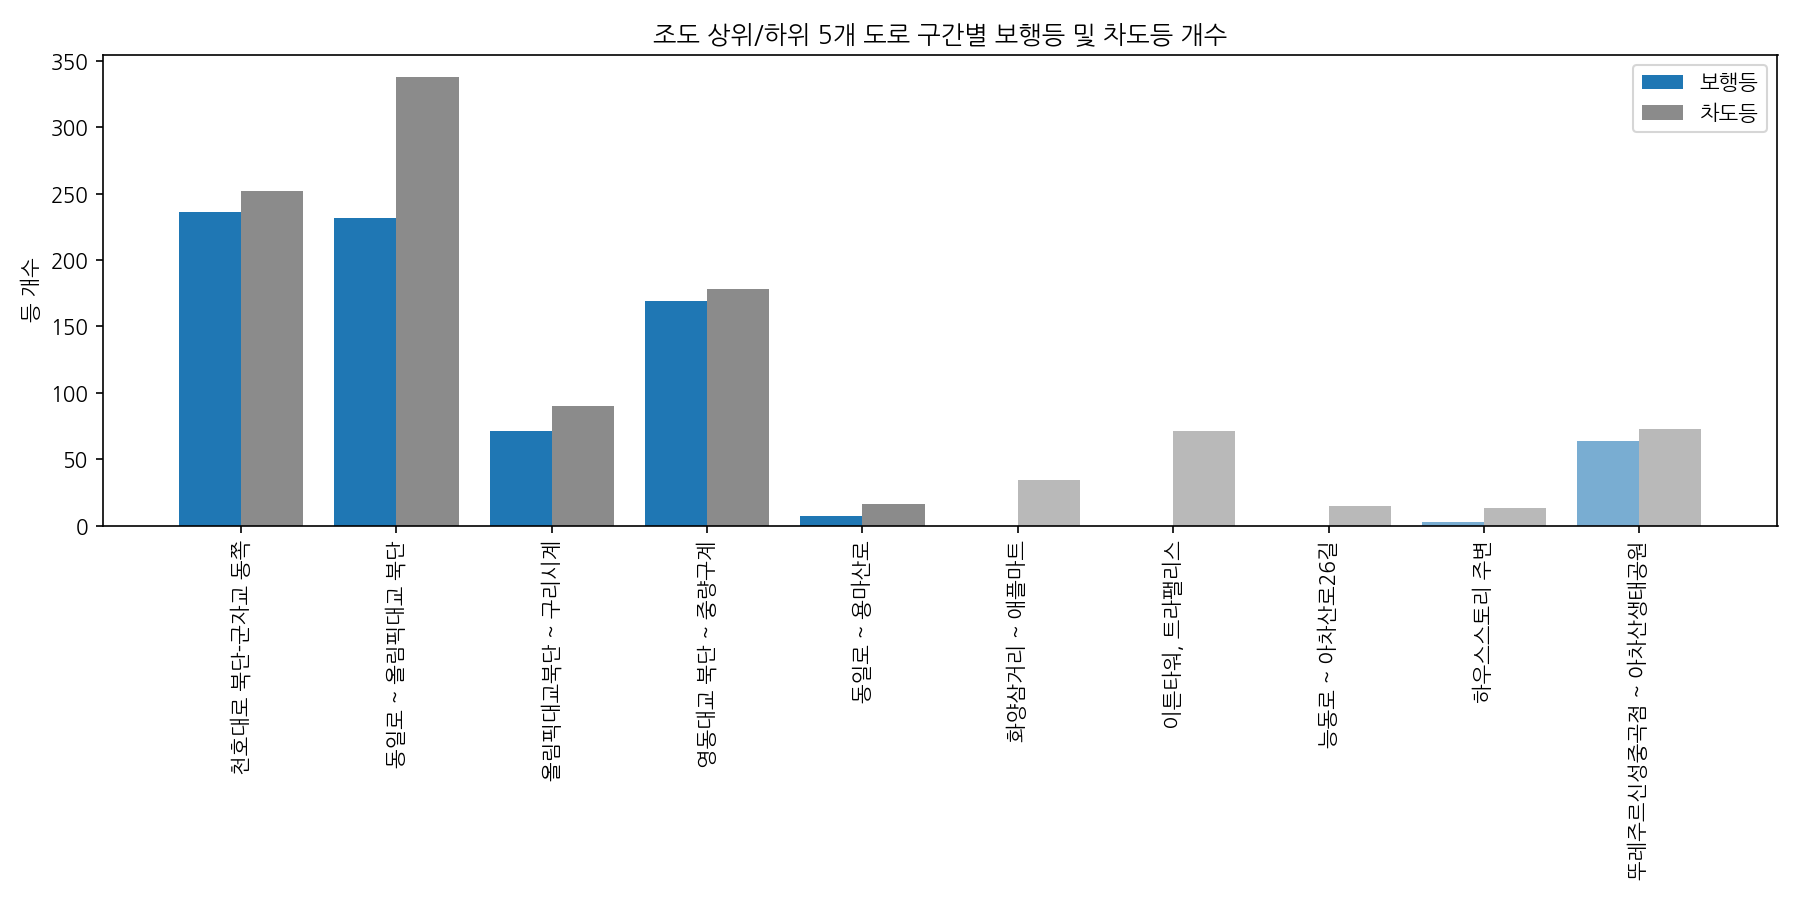 조도 상위/하위 5개 도로 구간별 보행등 및 차도등 개수
보행등
차도등
등 개수
350
300
250
200
150
100
50
0
천호대로 북단-군자교 동쪽
동일로 ~ 올림픽대교 북단
올림픽대교북단 ~ 구리시계
영동대교 북단 ~ 중량구계
동일로 ~ 용마산로
화양삼거리 ~ 애플마트
이튼타워, 트라팰리스
능동로 ~ 아차산로26길
하우스스토리 주변
뚜레주르신성중곡점 ~ 아차산생태공원